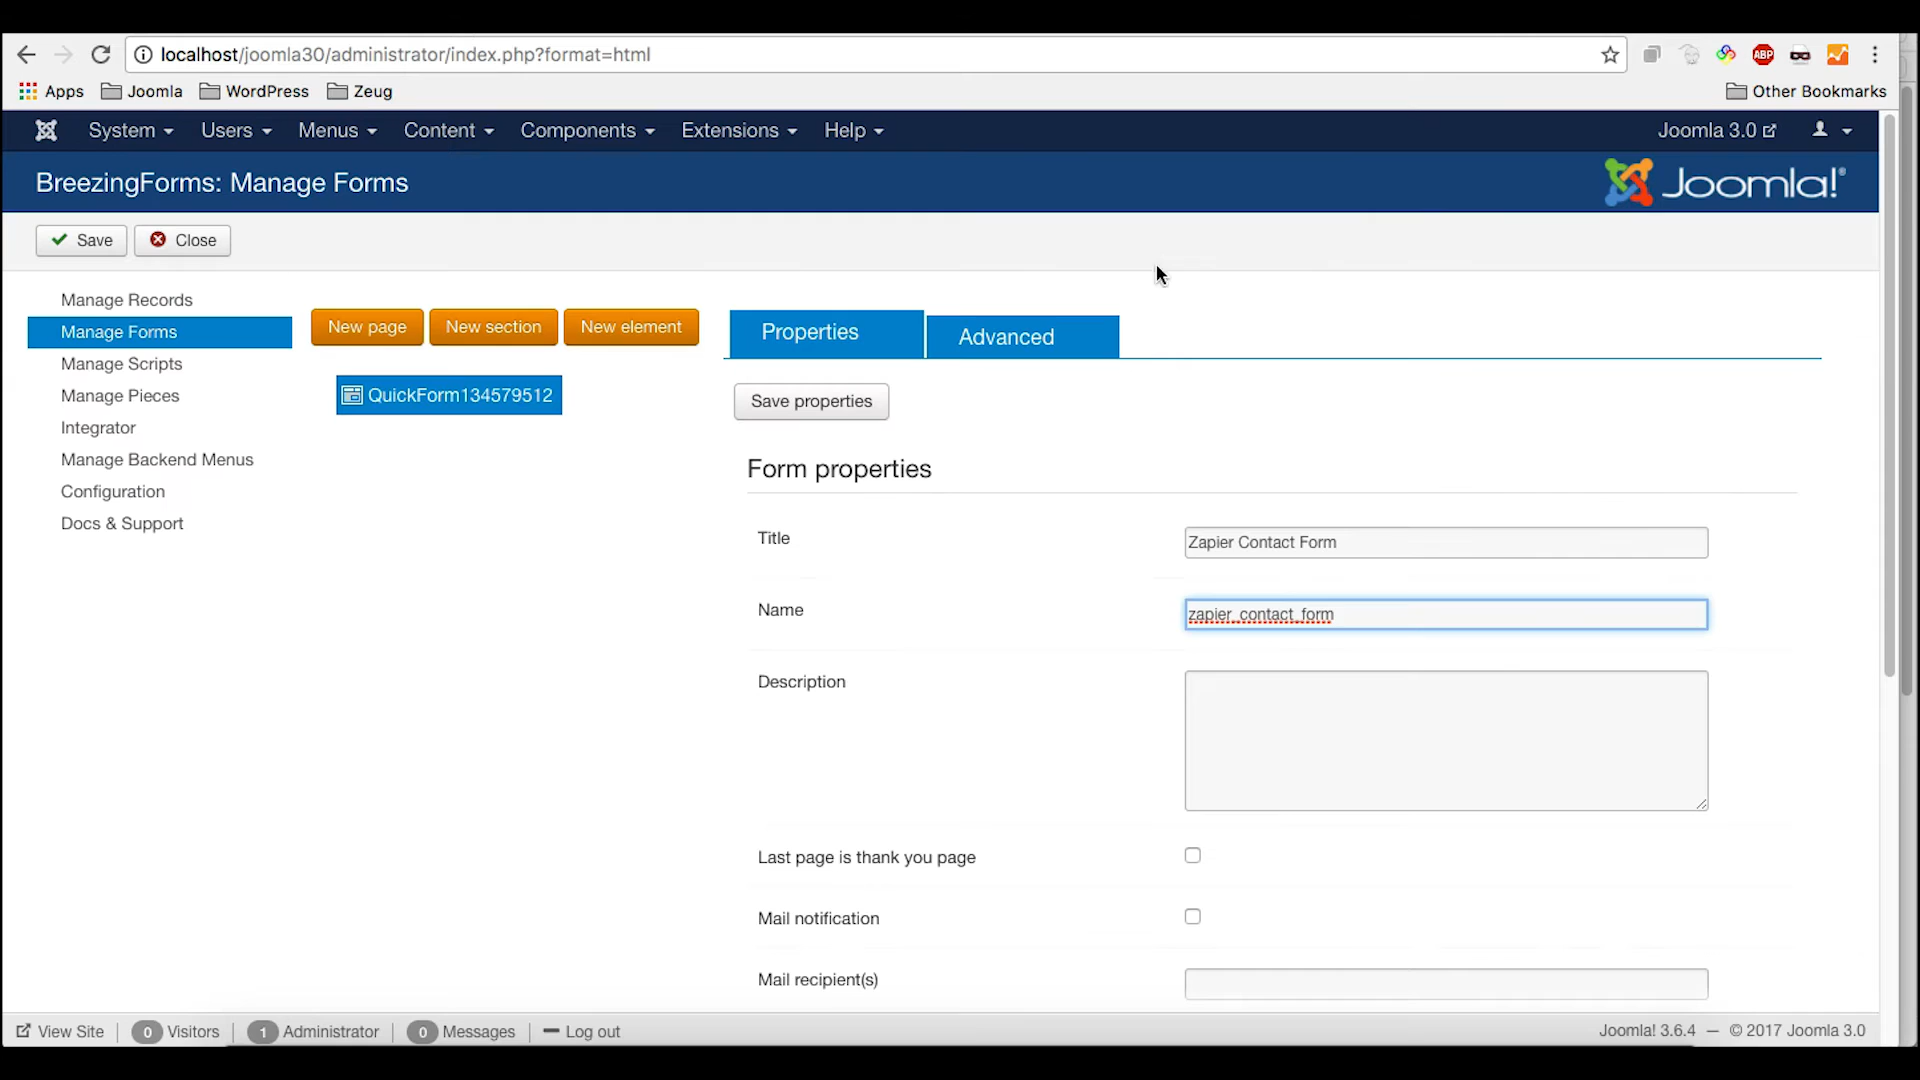 localhost/joomla30/administrator/index.php?format=html
ABP
Apps Joomla WordPress Zeug Other Bookmarks
System Users Menus Content Components Extensions Help Joomla 3.0
BreezingForms: Manage Forms Joomla!®
Save Close
Manage Records
Manage Forms
Manage Scripts
Manage Pieces
Integrator
Manage Backend Menus
Configuration
Docs & Support
New page New section New element
QuickForm134579512
Properties Advanced
Save properties
Form properties
Title Zapier Contact Form
Name zapier_contact_form
Description
Last page is thank you page
Mail notification
Mail recipient(s)
View Site 0 Visitors 1 Administrator 0 Messages Log out Joomla! 3.6.4 — © 2017 Joomla 3.0